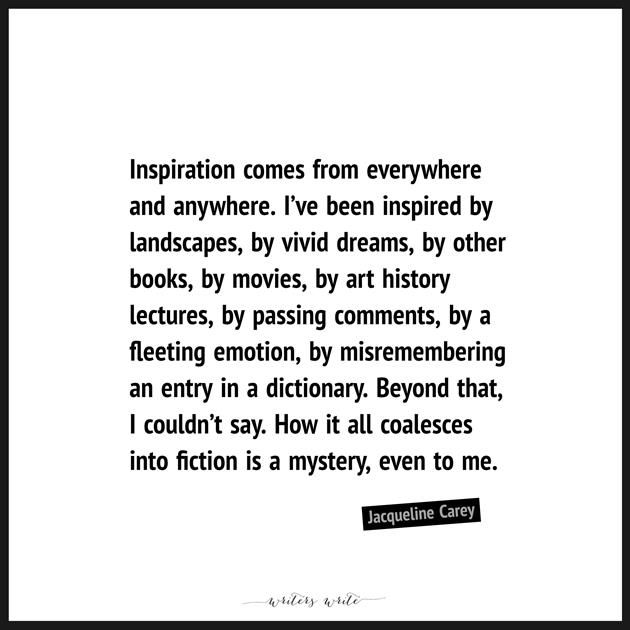 Inspiration comes from everywhere
and anywhere. I’ve been inspired by
landscapes, by vivid dreams, by other
books, by movies, by art history
lectures, by passing comments, by a
fleeting emotion, by misremembering
an entry in a dictionary. Beyond that,
I couldn’t say. How it all coalesces
into fiction is a mystery, even to me.
Jacqueline Carey
writers write